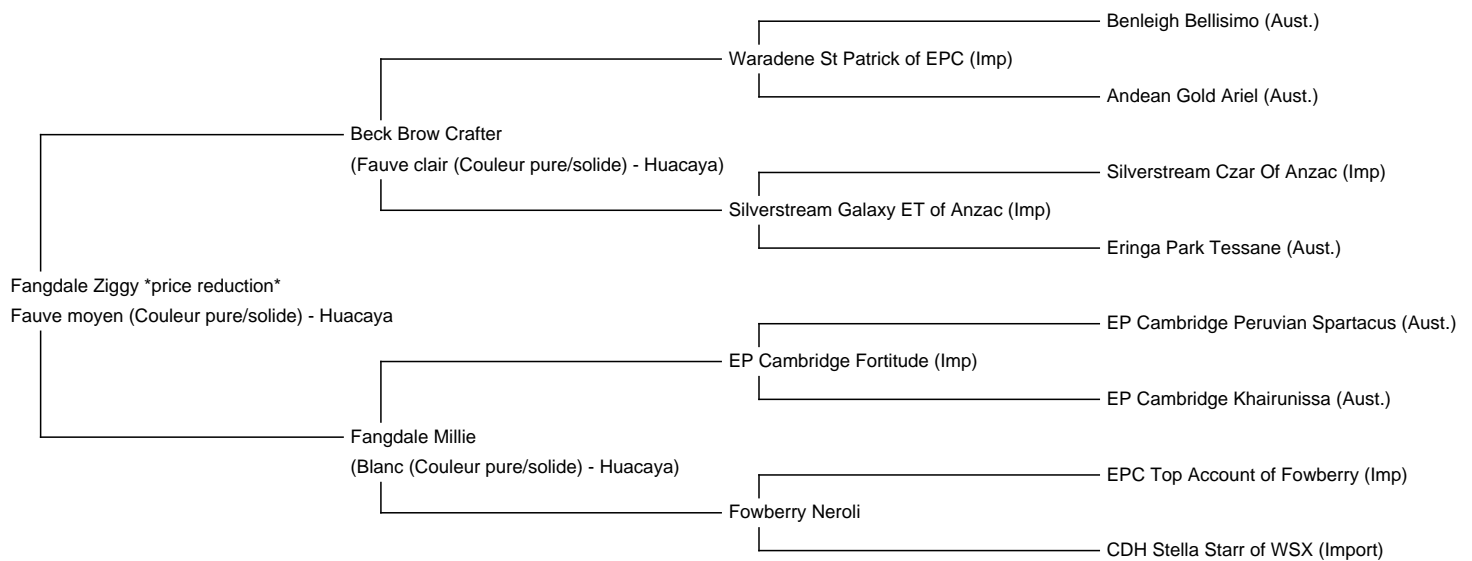 Benleigh Bellisimo (Aust.)
Waradene St Patrick of EPC (Imp)
Andean Gold Ariel (Aust.)
Beck Brow Crafter
(Fauve clair (Couleur pure/solide) - Huacaya)
Silverstream Czar Of Anzac (Imp)
Silverstream Galaxy ET of Anzac (Imp)
Eringa Park Tessane (Aust.)
Fangdale Ziggy *price reduction*
Fauve moyen (Couleur pure/solide) - Huacaya
EP Cambridge Peruvian Spartacus (Aust.)
EP Cambridge Fortitude (Imp)
EP Cambridge Khairunissa (Aust.)
Fangdale Millie
(Blanc (Couleur pure/solide) - Huacaya)
EPC Top Account of Fowberry (Imp)
Fowberry Neroli
CDH Stella Starr of WSX (Import)